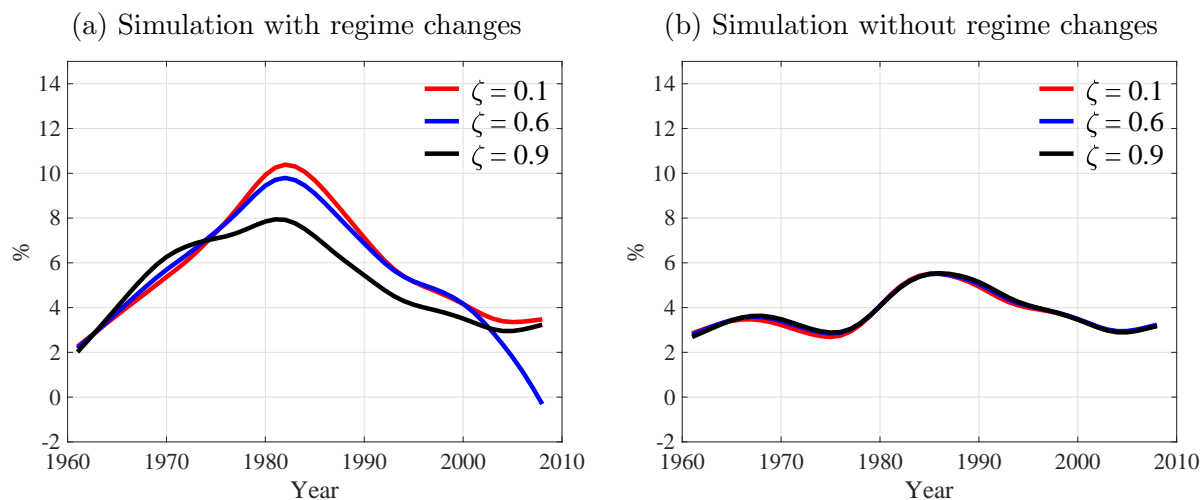 (a) Simulation with regime changes
14
12
10
8
6
4
2
0
-2
%
1960 1970 1980 1990 2000 2010
Year
ζ = 0.1
ζ = 0.6
ζ = 0.9
(b) Simulation without regime changes
14
12
10
8
6
4
2
0
-2
%
1960 1970 1980 1990 2000 2010
Year
ζ = 0.1
ζ = 0.6
ζ = 0.9